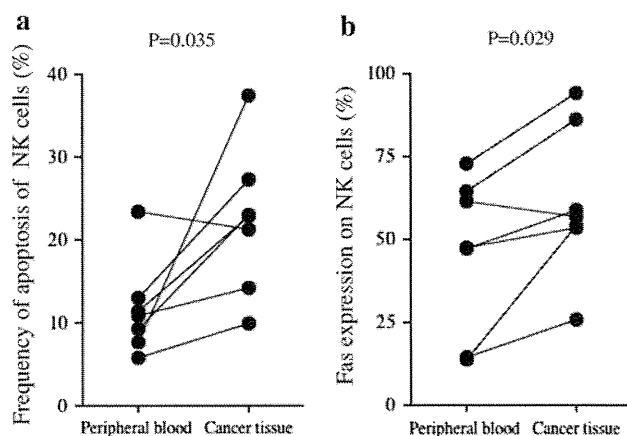 a
P=0.035
Frequency of apoptosis of NK cells (%)
40
30
20
10
0
Peripheral blood Cancer tissue
b
P=0.029
Fas expression on NK cells (%)
100
75
50
25
0
Peripheral blood Cancer tissue